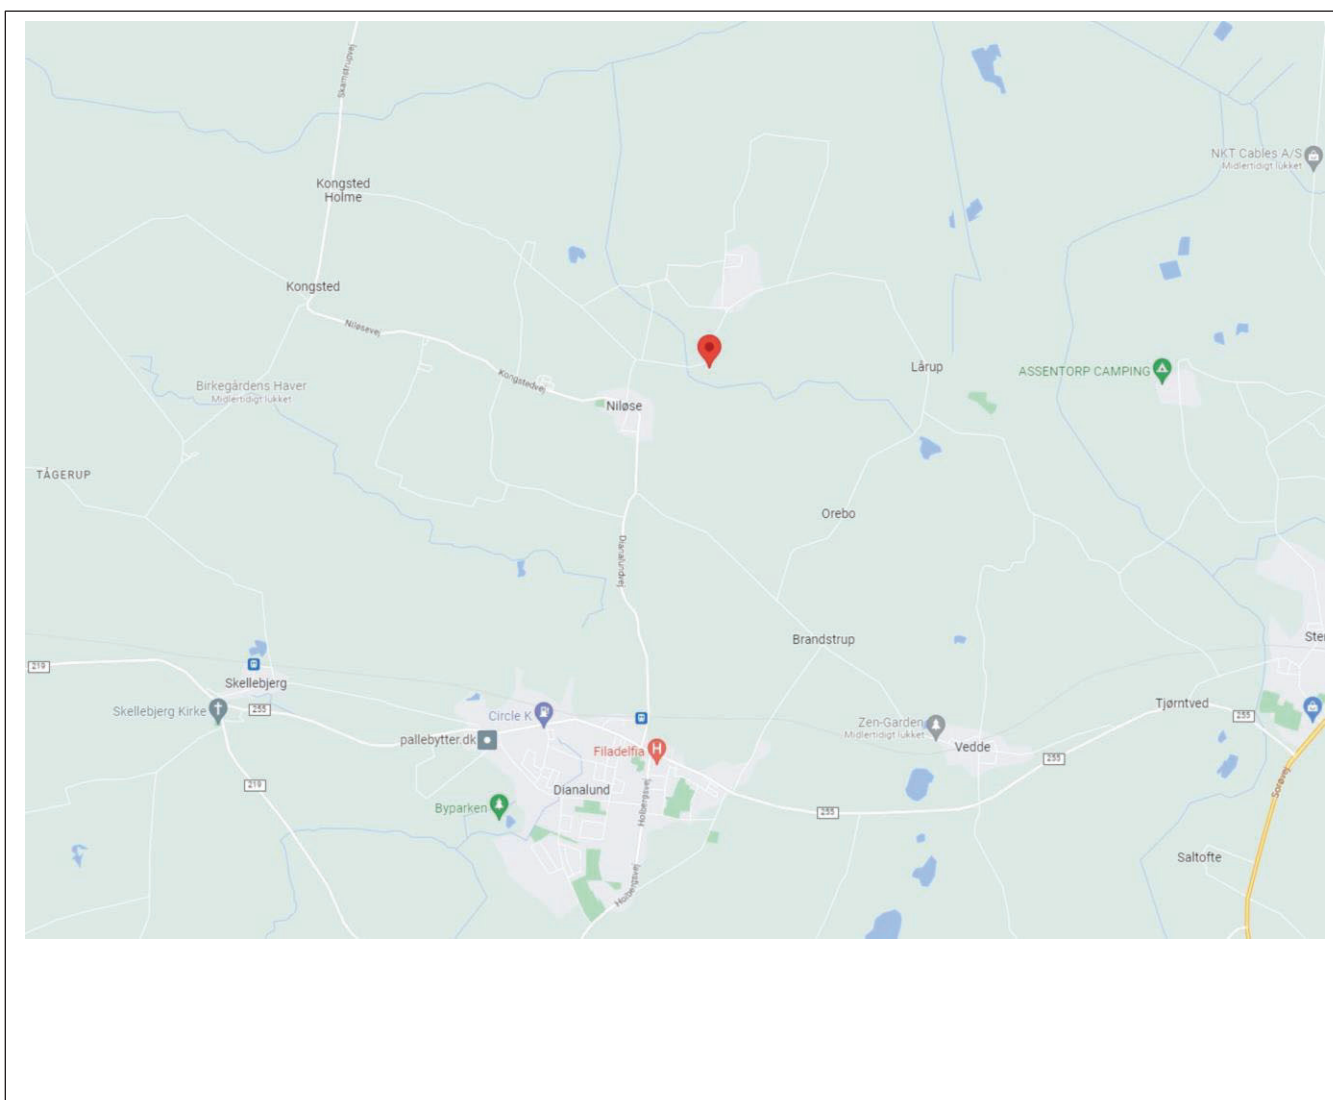 Skamstrupvej
NKT Cables A/S
Midlertidigt lukket
Kongsted
Holme
Kongsted
Niløsevej
Lårup
ASSENTORP CAMPING
Kongstedvej
Birkegårdens Haver
Midlertidigt lukket
Niløse
TÅGERUP
Orebo
Dianalundvej
Brandstrup
Ste
219
Skellebjerg
Tjørntved
Skellebjerg Kirke
255
Circle K
Zen-Garden
Midlertidigt lukket
255
pallebytter.dk
Filadelfia
H
Vedde
255
219
Dianalund
Holbergsvej
Sorøvej
Byparken
255
Saltofte
Holbergsvej